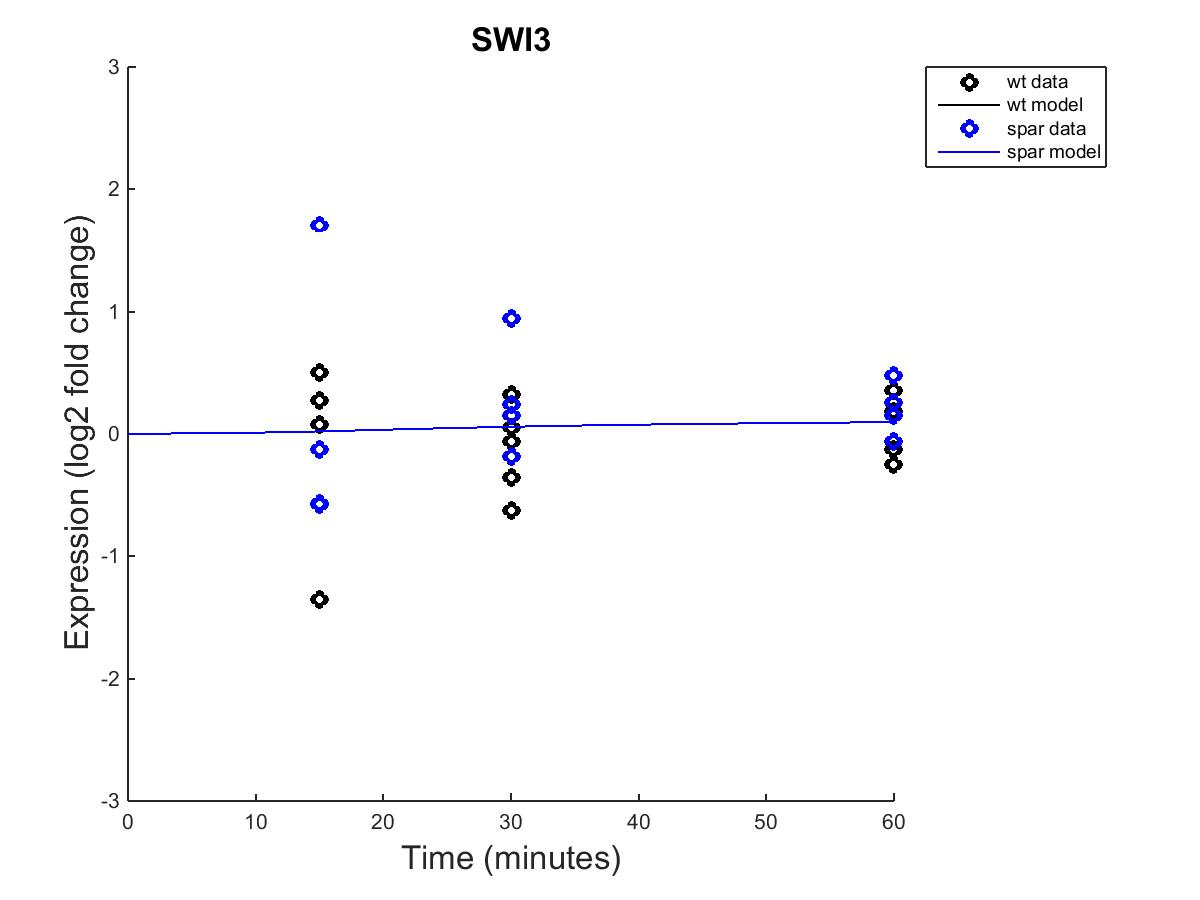 SWI3
3
2
1
0
-1
-2
-3
0
10
20
30
40
50
60
Expression (log2 fold change)
Time (minutes)
wt data
wt model
spar data
spar model